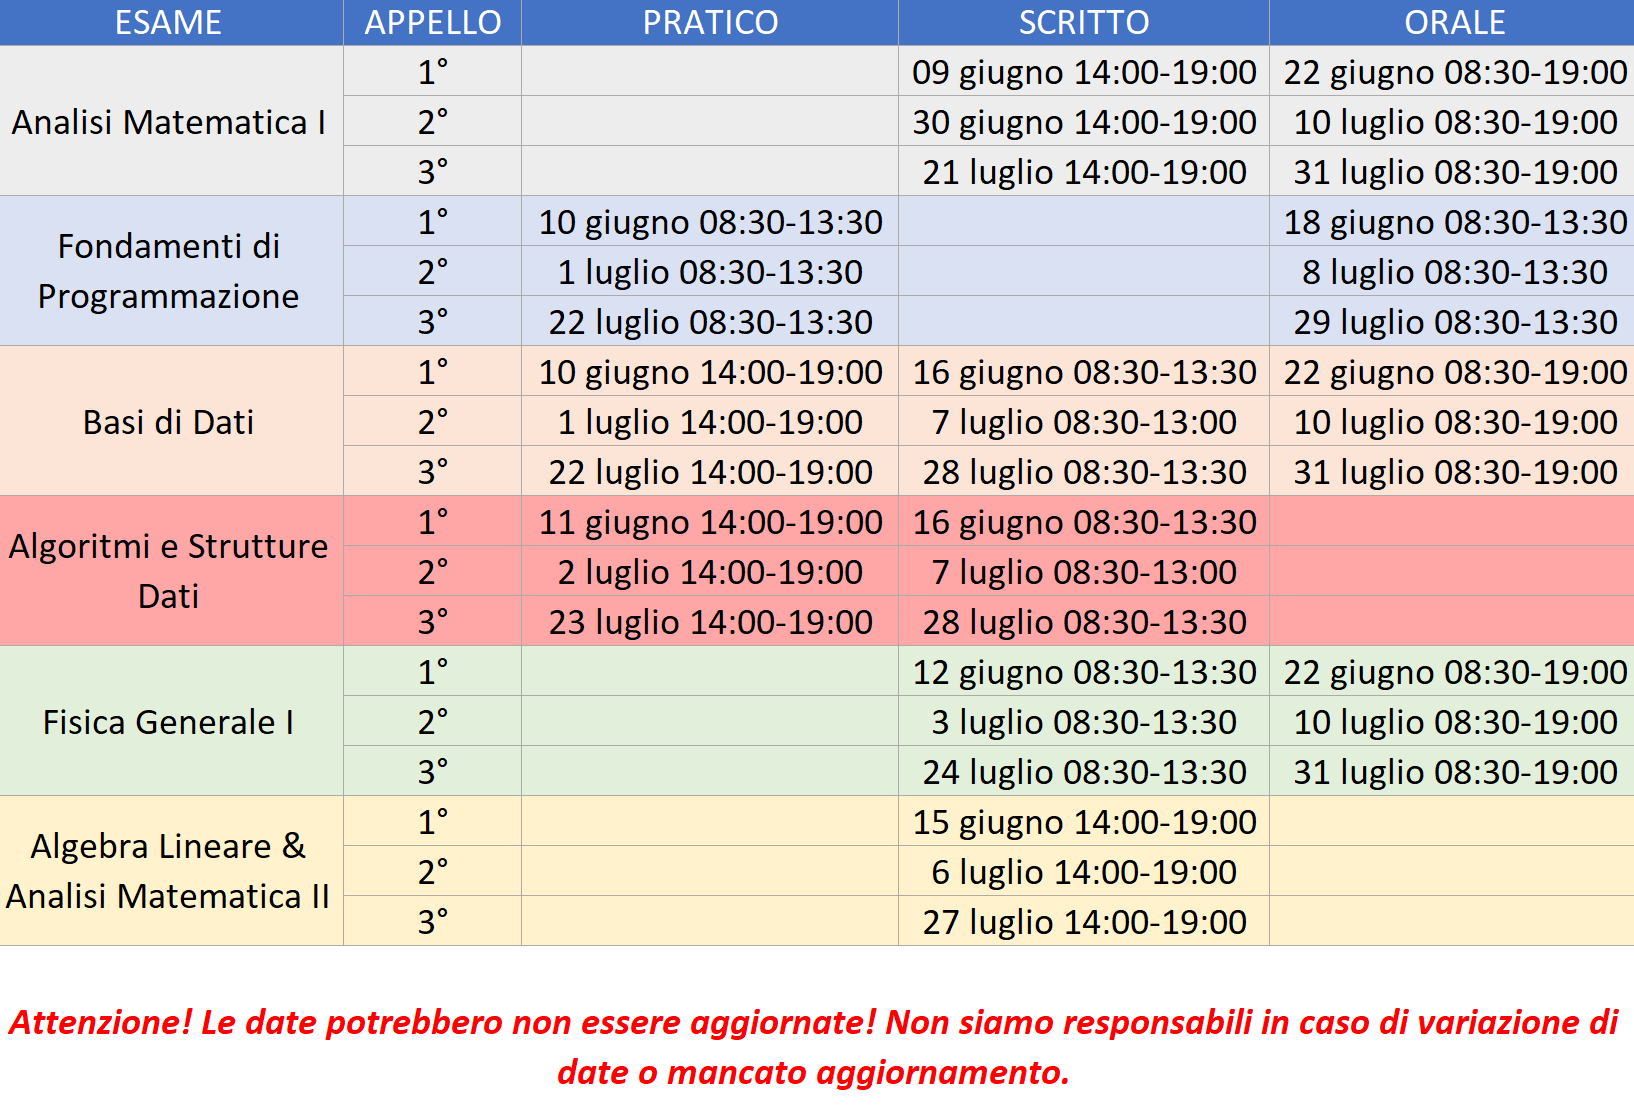 ESAME APPELLO PRATICO SCRITTO ORALE
Analisi Matematica I
1° 09 giugno 14:00-19:00 22 giugno 08:30-19:00
2° 30 giugno 14:00-19:00 10 luglio 08:30-19:00
3° 21 luglio 14:00-19:00 31 luglio 08:30-19:00
Fondamenti di
Programmazione
1° 10 giugno 08:30-13:30 18 giugno 08:30-13:30
2° 1 luglio 08:30-13:30 8 luglio 08:30-13:30
3° 22 luglio 08:30-13:30 29 luglio 08:30-13:30
Basi di Dati
1° 10 giugno 14:00-19:00 16 giugno 08:30-13:30 22 giugno 08:30-19:00
2° 1 luglio 14:00-19:00 7 luglio 08:30-13:00 10 luglio 08:30-19:00
3° 22 luglio 14:00-19:00 28 luglio 08:30-13:30 31 luglio 08:30-19:00
Algoritmi e Strutture
Dati
1° 11 giugno 14:00-19:00 16 giugno 08:30-13:30
2° 2 luglio 14:00-19:00 7 luglio 08:30-13:00
3° 23 luglio 14:00-19:00 28 luglio 08:30-13:30
Fisica Generale I
1° 12 giugno 08:30-13:30 22 giugno 08:30-19:00
2° 3 luglio 08:30-13:30 10 luglio 08:30-19:00
3° 24 luglio 08:30-13:30 31 luglio 08:30-19:00
Algebra Lineare &
Analisi Matematica II
1° 15 giugno 14:00-19:00
2° 6 luglio 14:00-19:00
3° 27 luglio 14:00-19:00
Attenzione! Le date potrebbero non essere aggiornate! Non siamo responsabili in caso di variazione di
date o mancato aggiornamento.